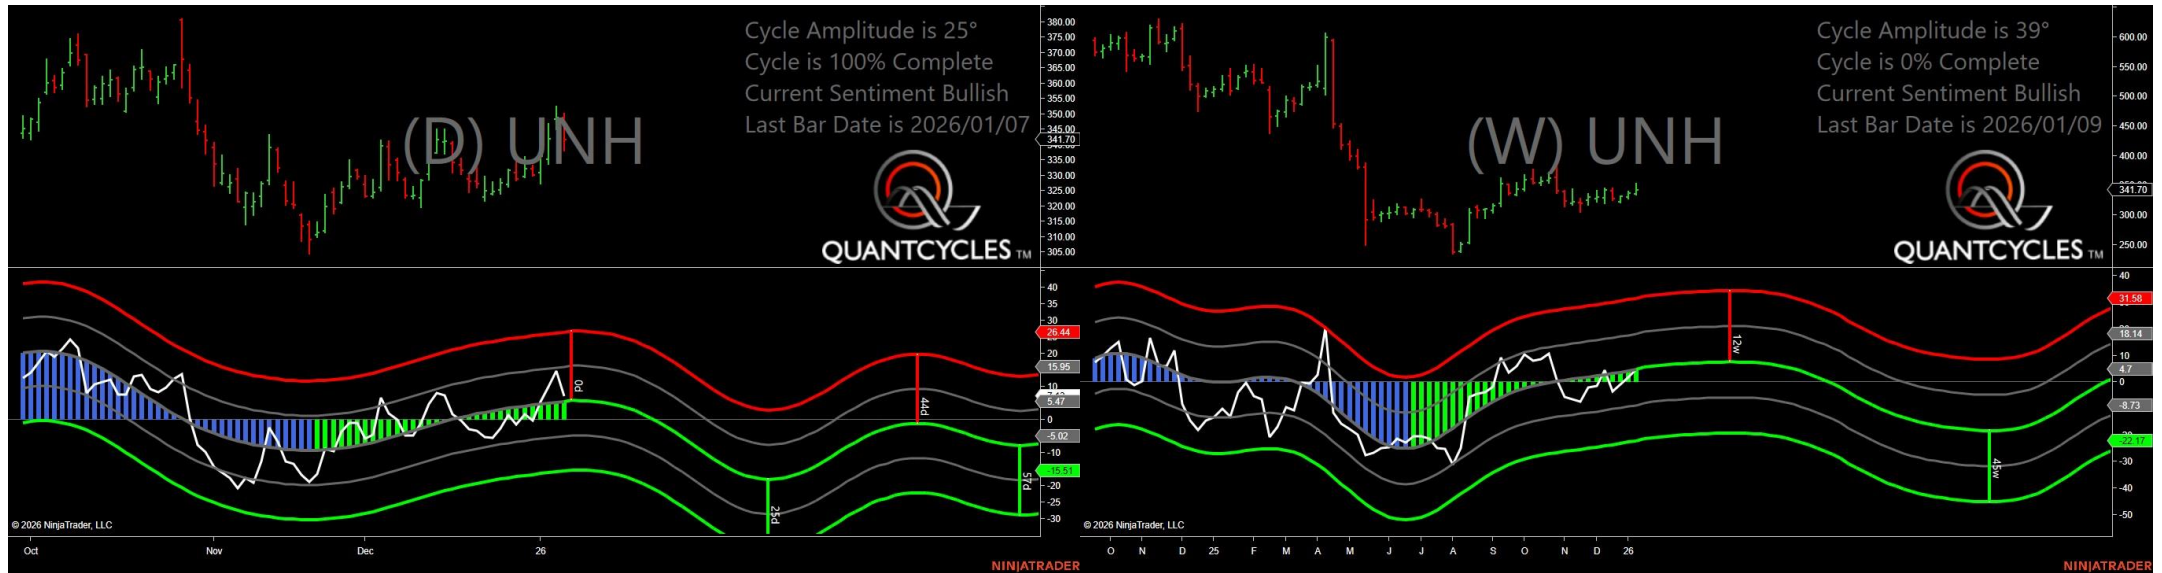 Cycle Amplitude is 25°
Cycle is 100% Complete
Current Sentiment Bullish
Last Bar Date is 2026/01/07
(D) UNH
QUANTCYCLES TM
380.00
375.00
370.00
365.00
360.00
355.00
350.00
345.00
341.70
335.00
330.00
325.00
320.00
315.00
310.00
305.00
40
35
30
26.44
20
15.95
10
5.47
0
-5.02
-10
-15.51
-20
-25
-30
0d
25d
44d
57d
© 2026 NinjaTrader, LLC
Oct Nov Dec 26
NINJATRADER
Cycle Amplitude is 39°
Cycle is 0% Complete
Current Sentiment Bullish
Last Bar Date is 2026/01/09
(W) UNH
QUANTCYCLES TM
600.00
550.00
500.00
450.00
400.00
341.70
300.00
250.00
40
31.58
18.14
10
4.7
0
-8.73
-22.17
-30
-40
-50
12w
45w
© 2026 NinjaTrader, LLC
O N D 25 F M A M J J A S O N D 26
NINJATRADER